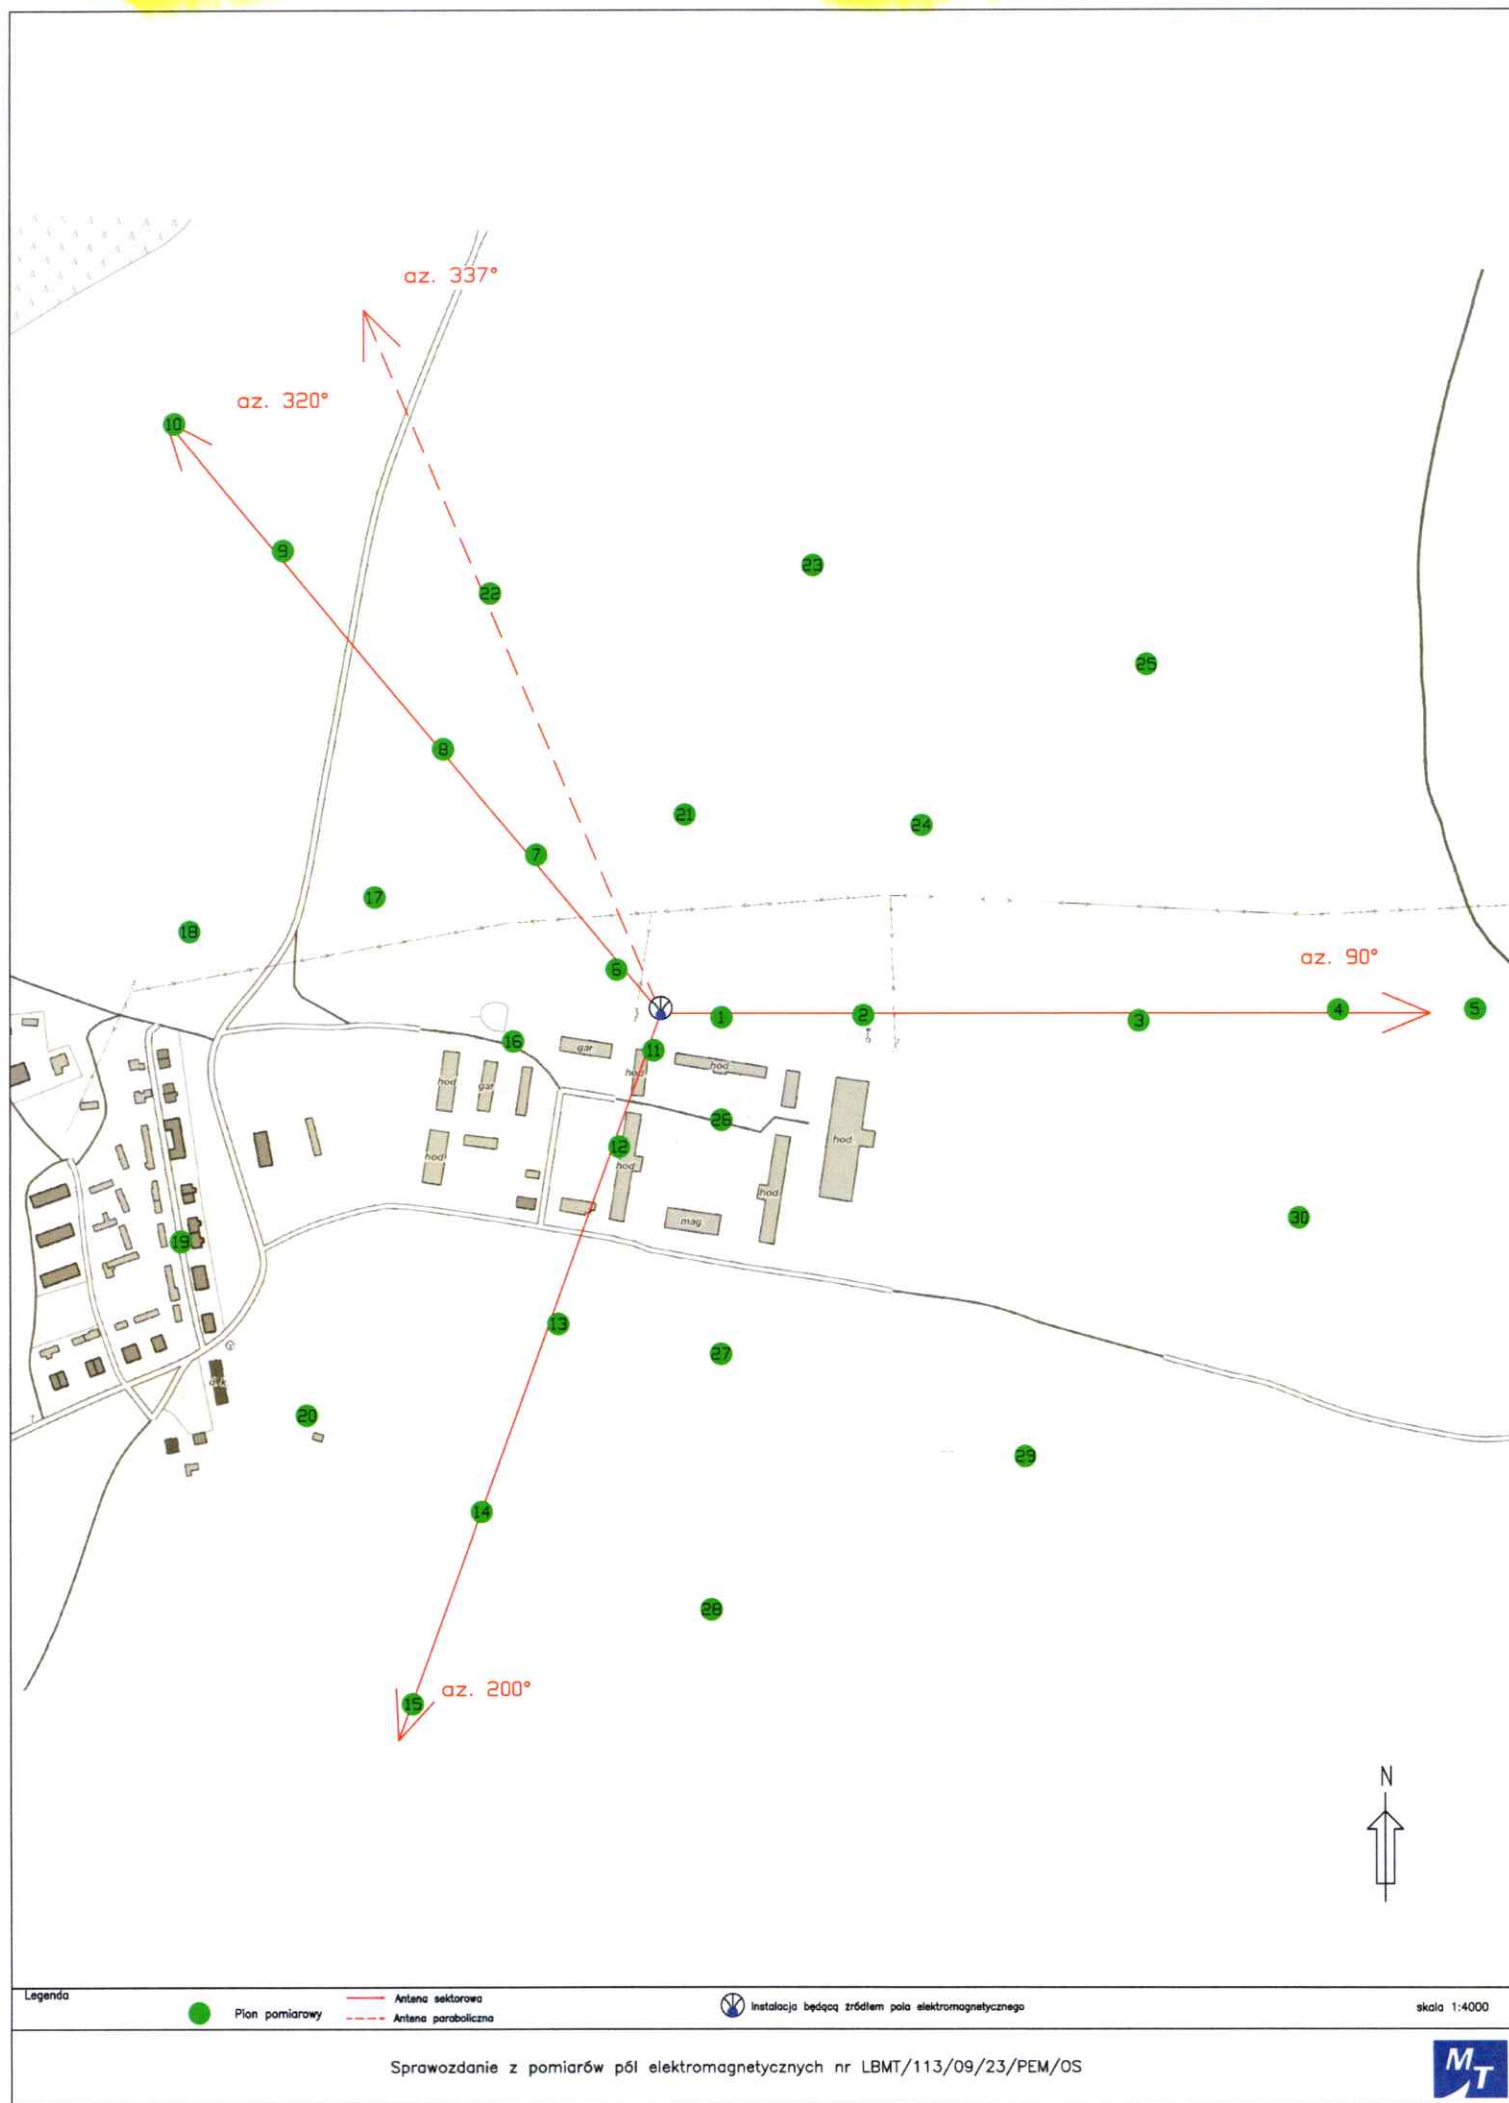 az. 337°
az. 320°
10
9
23
22
25
8
21
24
7
17
18
6
az. 90°
1
2
3
4
5
16
gar
11
hod
hod
hod
gar
26
hod
12
hod
hod
hod
mag
30
19
13
27
20
29
14
28
15
az. 200°
N
Legenda
Pion pomiarowy
Antena sektorowa
Antena paraboliczna
Instalacja będącą źródłem pola elektromagnetycznego
skala 1:4000
Sprawozdanie z pomiarów pól elektromagnetycznych nr LBMT/113/09/23/PEM/OS
MT